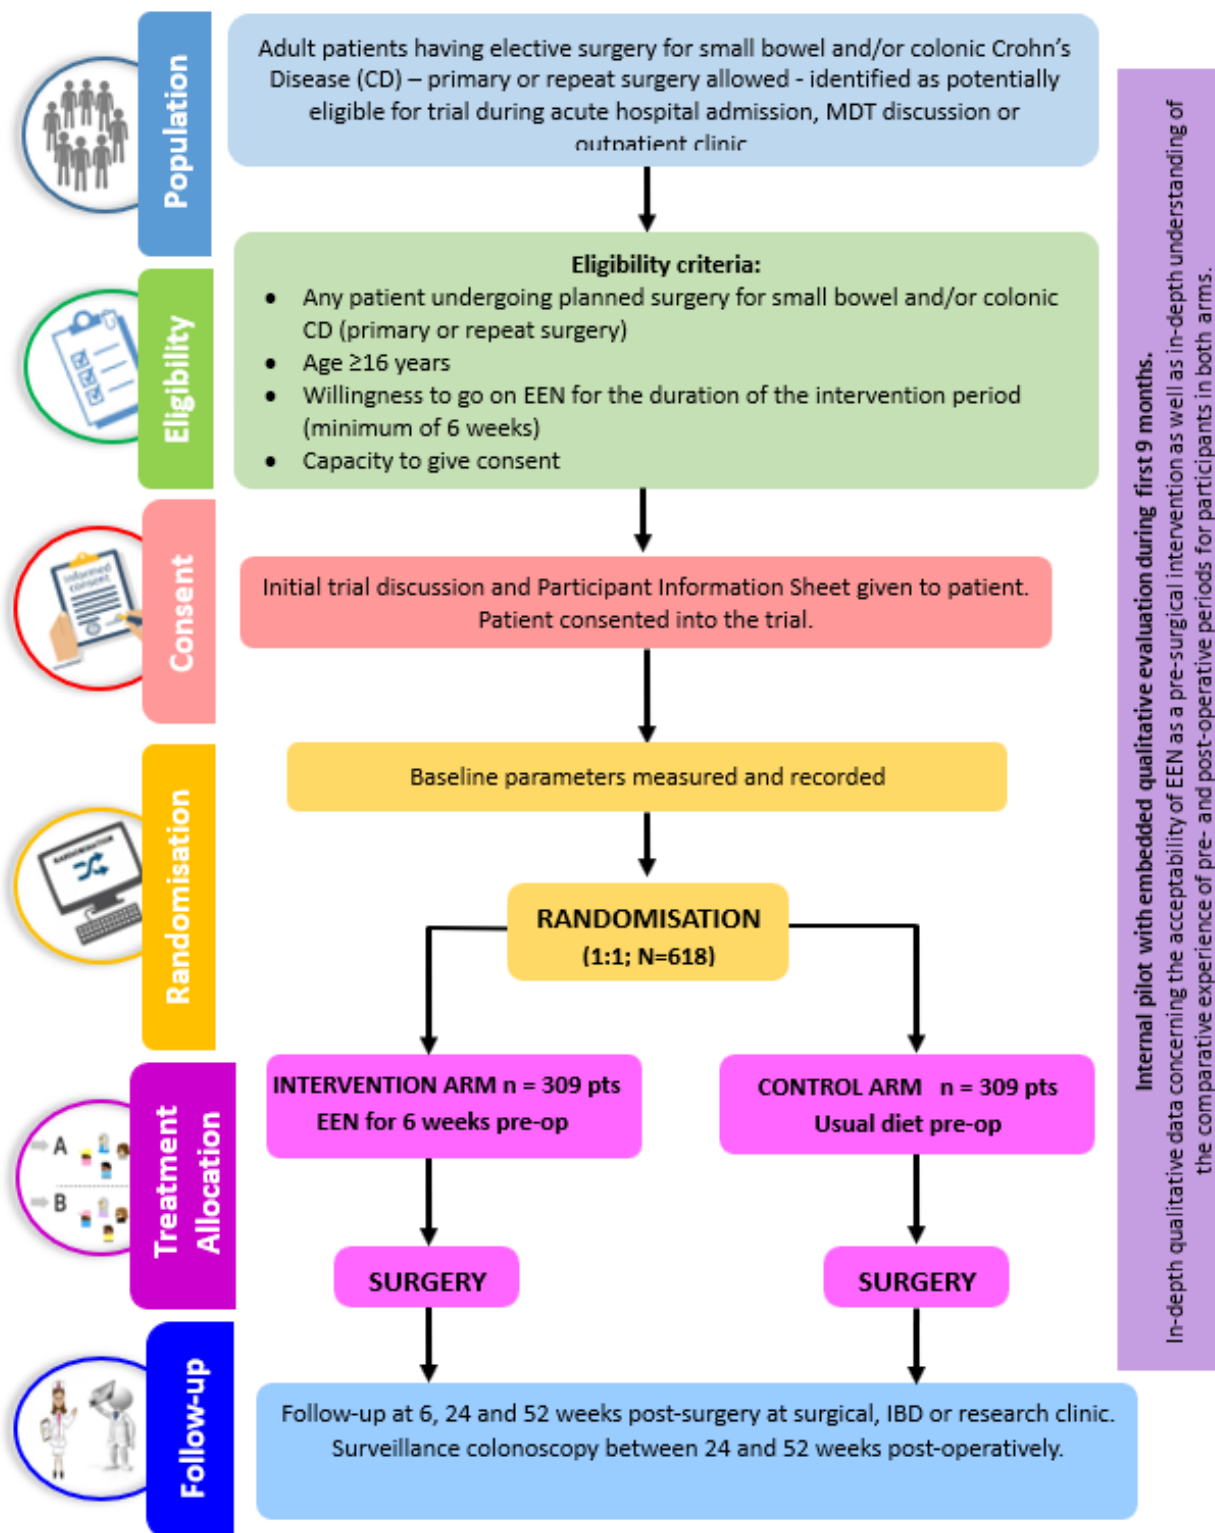 Population
Adult patients having elective surgery for small bowel and/or colonic Crohn's
Disease (CD) – primary or repeat surgery allowed - identified as potentially
eligible for trial during acute hospital admission, MDT discussion or
outpatient clinic
Eligibility
Eligibility criteria:
● Any patient undergoing planned surgery for small bowel and/or colonic
CD (primary or repeat surgery)
● Age ≥16 years
● Willingness to go on EEN for the duration of the intervention period
(minimum of 6 weeks)
● Capacity to give consent
Consent
Informed
consent
Initial trial discussion and Participant Information Sheet given to patient.
Patient consented into the trial.
Randomisation
RANDOMISATION
Baseline parameters measured and recorded
RANDOMISATION
(1:1; N=618)
Treatment
Allocation
A
B
INTERVENTION ARM n = 309 pts
EEN for 6 weeks pre-op
CONTROL ARM n = 309 pts
Usual diet pre-op
SURGERY
SURGERY
Follow-up
Follow-up at 6, 24 and 52 weeks post-surgery at surgical, IBD or research clinic.
Surveillance colonoscopy between 24 and 52 weeks post-operatively.
Internal pilot with embedded qualitative evaluation during first 9 months.
In-depth qualitative data concerning the acceptability of EEN as a pre-surgical intervention as well as in-depth understanding of
the comparative experience of pre- and post-operative periods for participants in both arms.